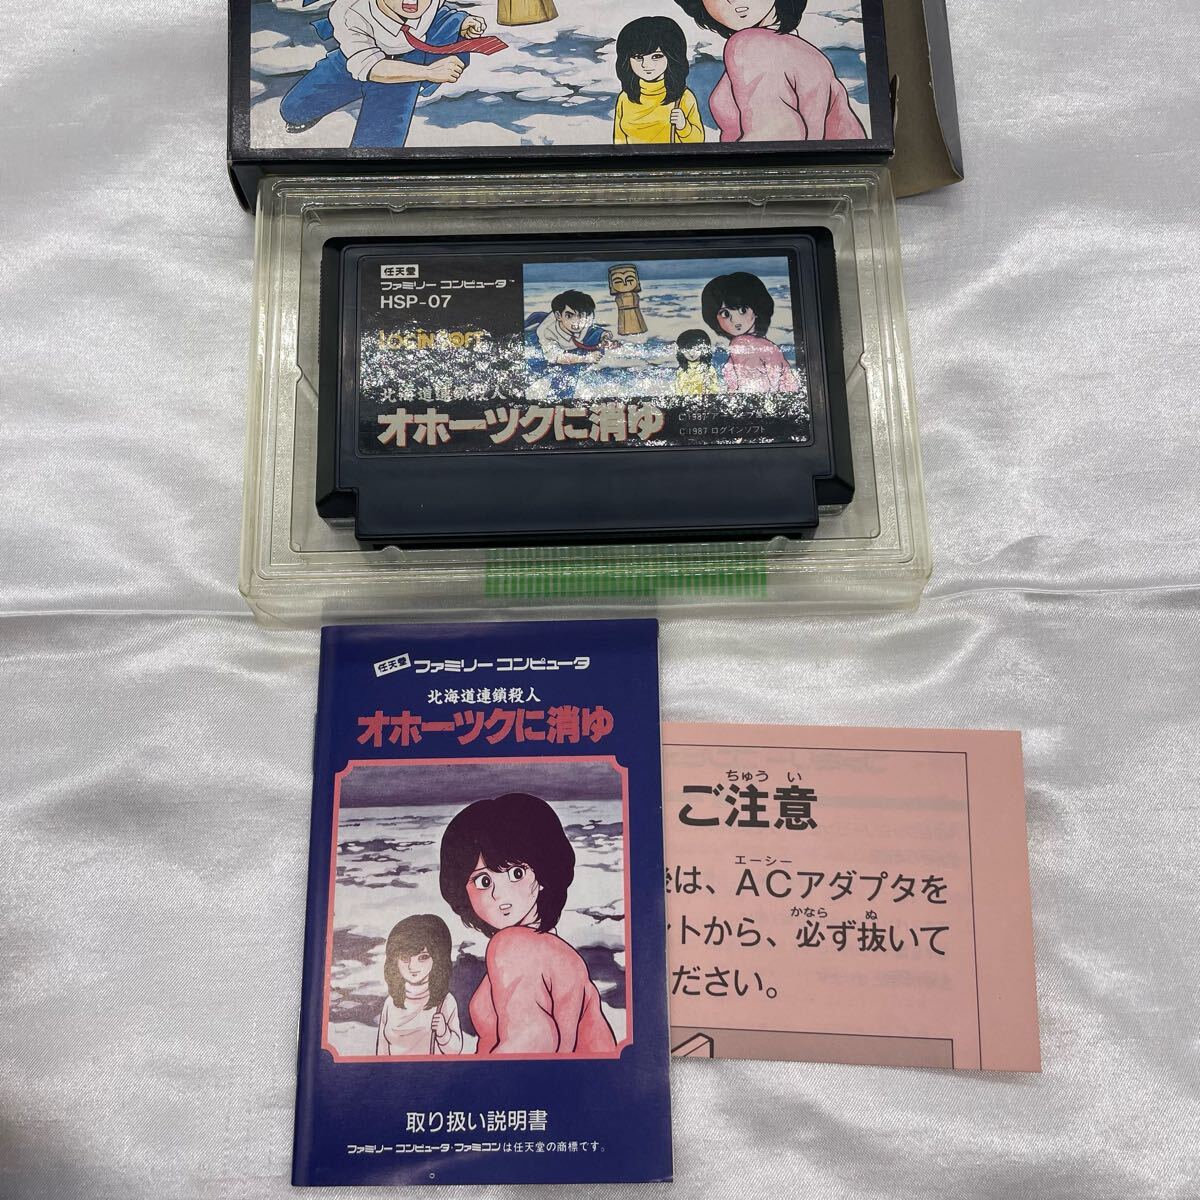 任天堂
ファミリー コンピュータ™
HSP-07
LOGiN SOFT
北海道連鎖殺人
オホーツクに消ゆ
C1987
C1987 ログインソフト
任天堂 ファミリー コンピュータ
北海道連鎖殺人
オホーツクに消ゆ
取り扱い説明書
ファミリー コンピュータ・ファミコンは任天堂の商標です。
ちゅう い
ご注意
エーシー
は、ACアダプタを
かなら ぬ
トから、必ず抜いて
ださい。